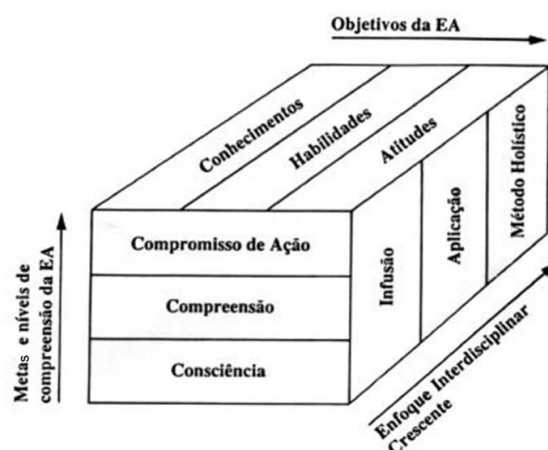 Objetivos da EA
Conhecimentos
Habilidades
Atitudes
Metas e níveis de
compreensão da EA
Compromisso de Ação
Compreensão
Consciência
Infusão
Aplicação
Método Holístico
Enfoque Interdisciplinar
Crescente